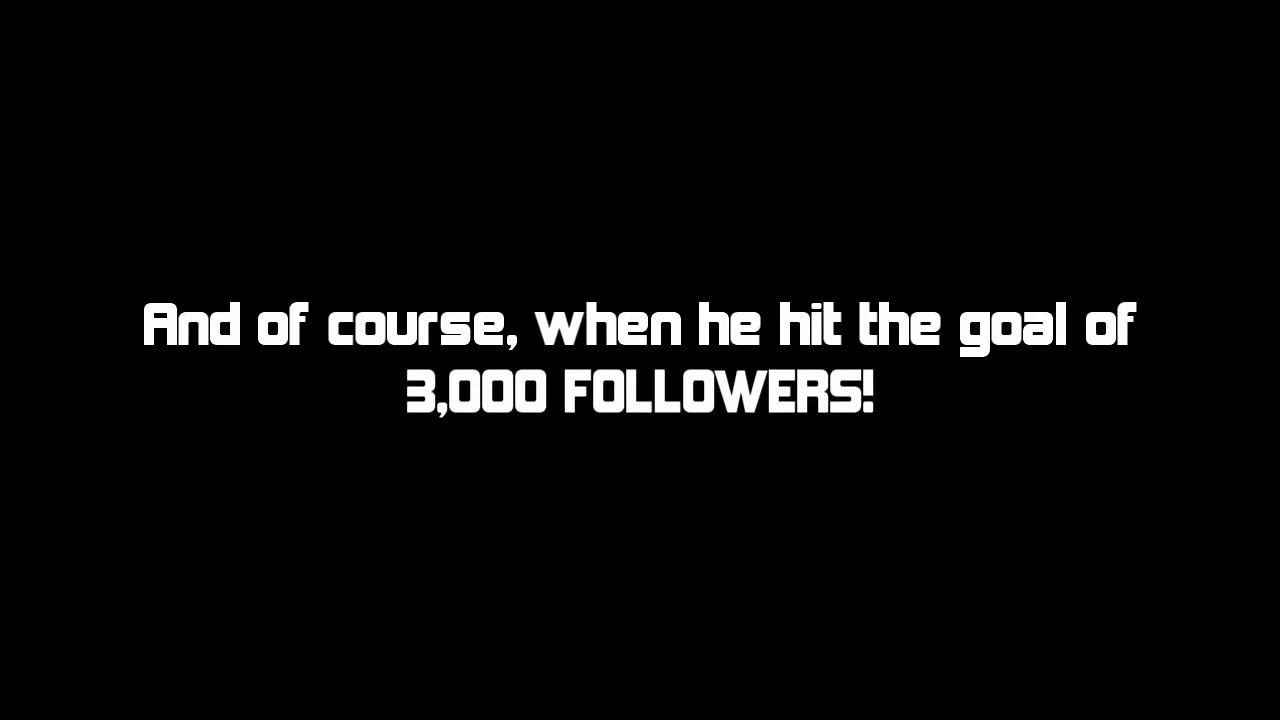 And of course, when he hit the goal of
3,000 FOLLOWERS!